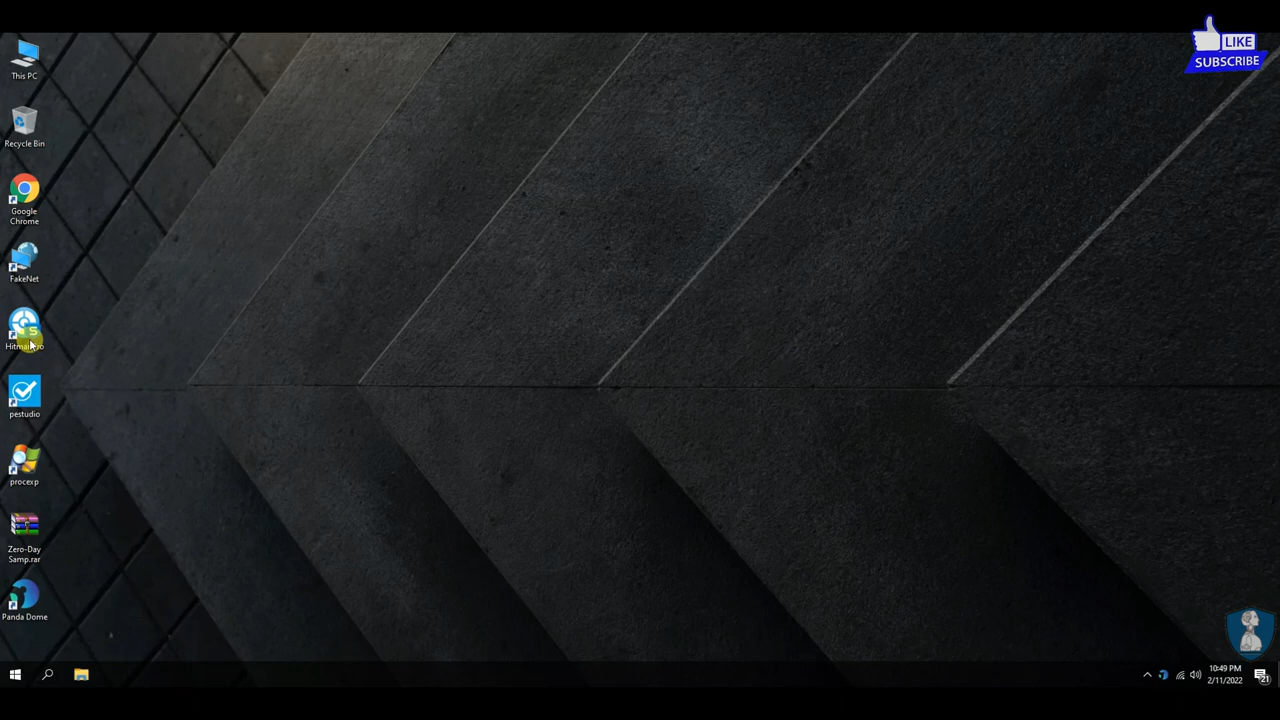 LIKE
SUBSCRIBE
This PC
Recycle Bin
Google
Chrome
FakeNet
pestudio
procexp
Zero-Day
Samp.rar
Panda Dome
10:49 PM
2/11/2022
21